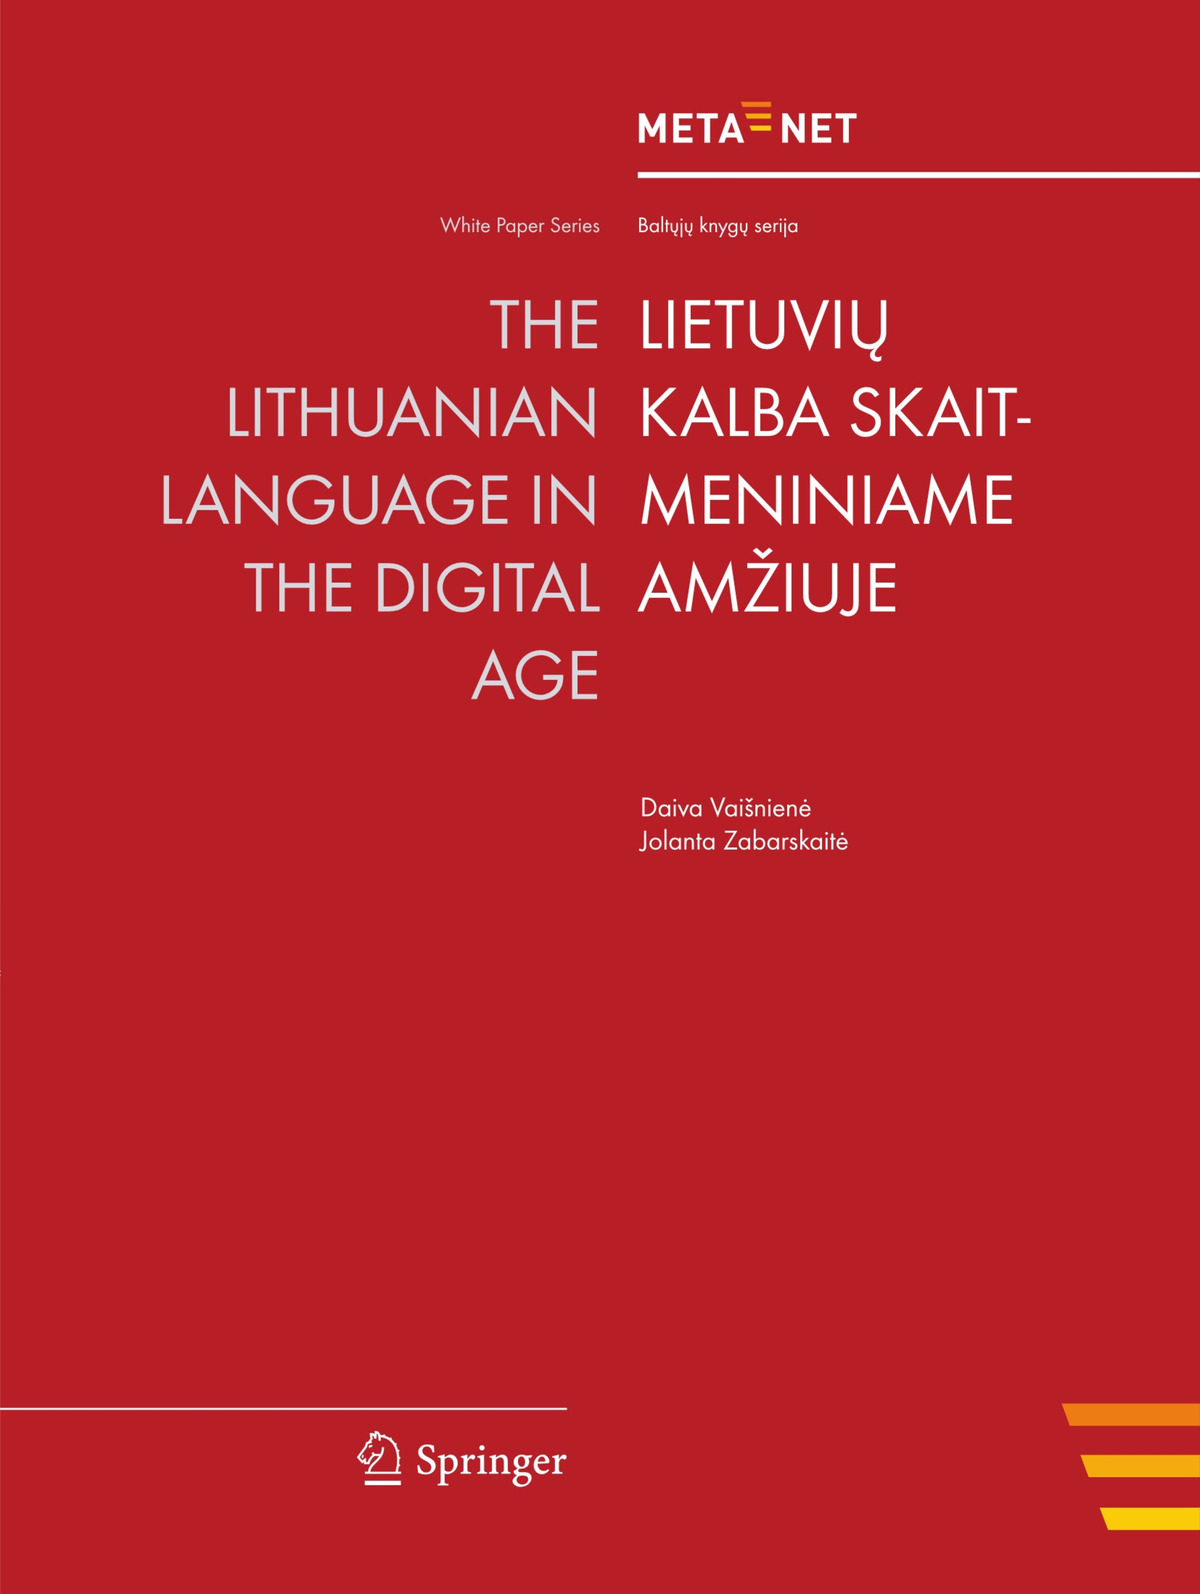 META NET
White Paper Series
Baltųjų knygų serija
THE
LITHUANIAN
LANGUAGE IN
THE DIGITAL
AGE
LIETUVIŲ
KALBA SKAIT-
MENINIAME
AMŽIUJE
Daiva Vaišnienė
Jolanta Zabarskaitė
Springer